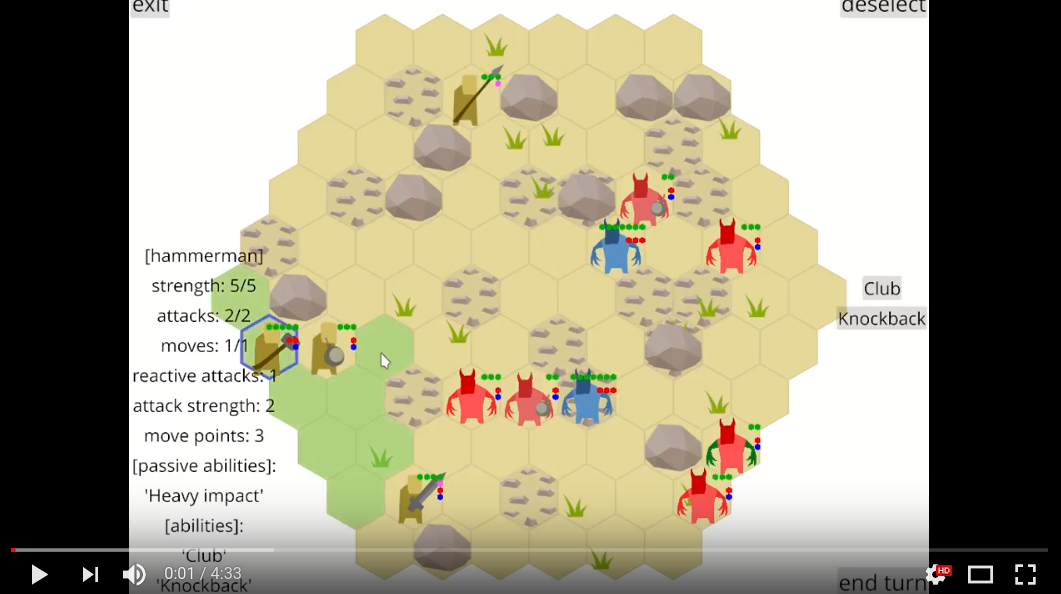 exit
deselect
[hammerman]
strength: 5/5
attacks: 2/2
moves: 1/1
reactive attacks: 1
attack strength: 2
move points: 3
[passive abilities]:
'Heavy impact'
[abilities]:
'Club'
'Knockback'
Club
Knockback
end turn
0:01 / 4:33
HD